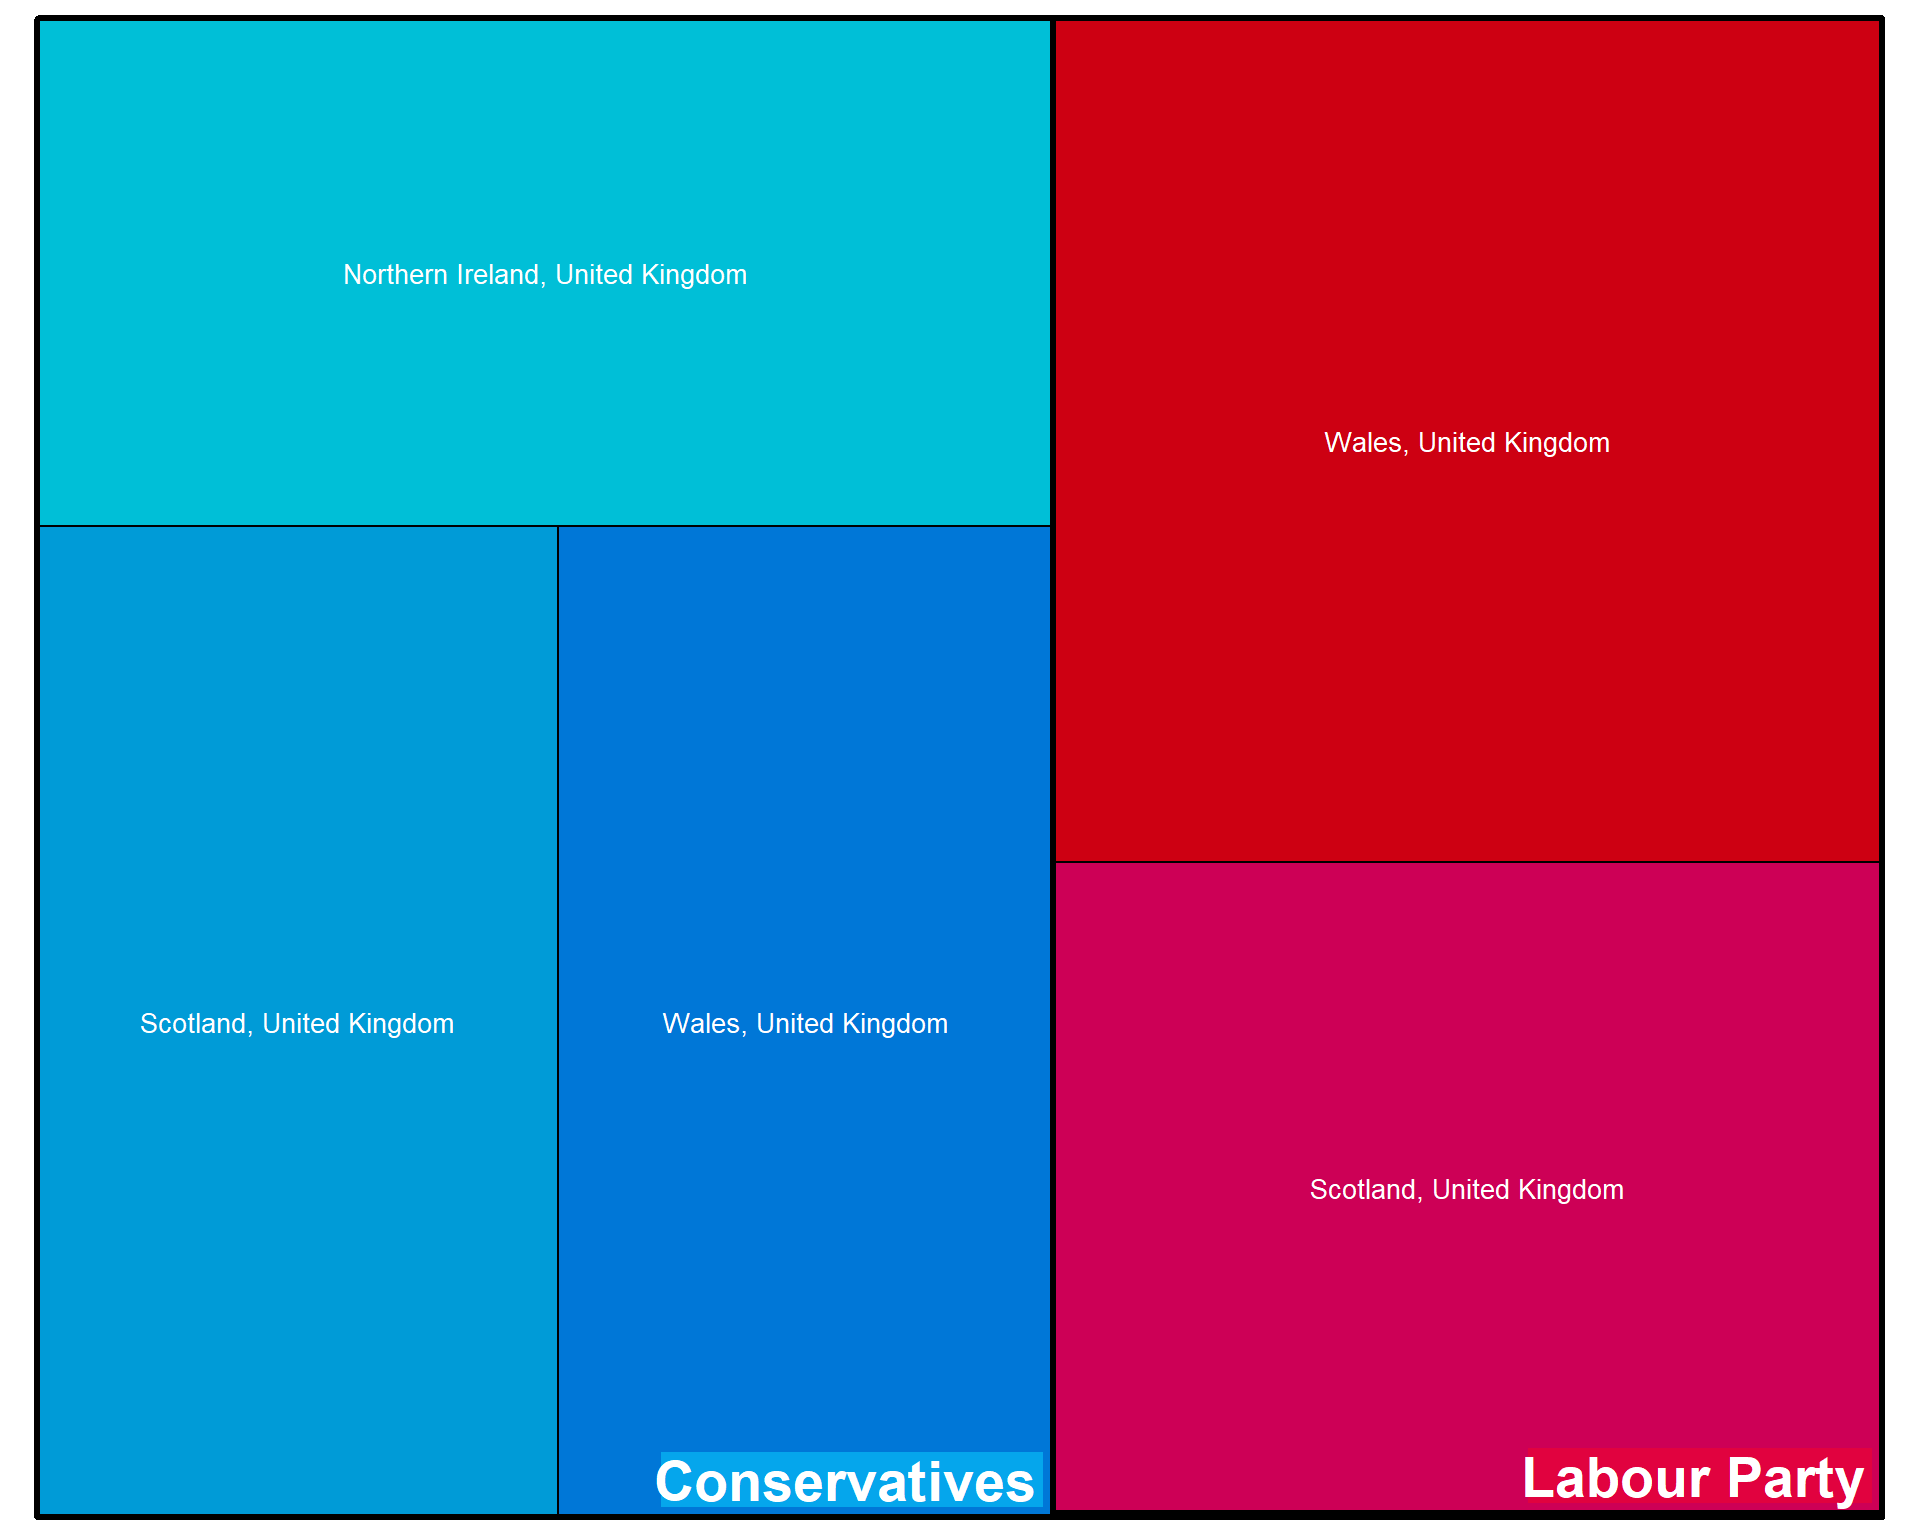 Northern Ireland, United Kingdom
Wales, United Kingdom
Scotland, United Kingdom
Wales, United Kingdom
Scotland, United Kingdom
Conservatives
Labour Party